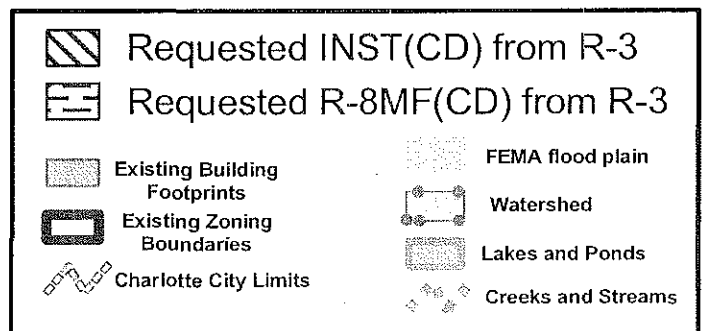 Requested INST(CD) from R-3
Requested R-8MF(CD) from R-3
Existing Building
Footprints
Existing Zoning
Boundaries
Charlotte City Limits
FEMA flood plain
Watershed
Lakes and Ponds
Creeks and Streams